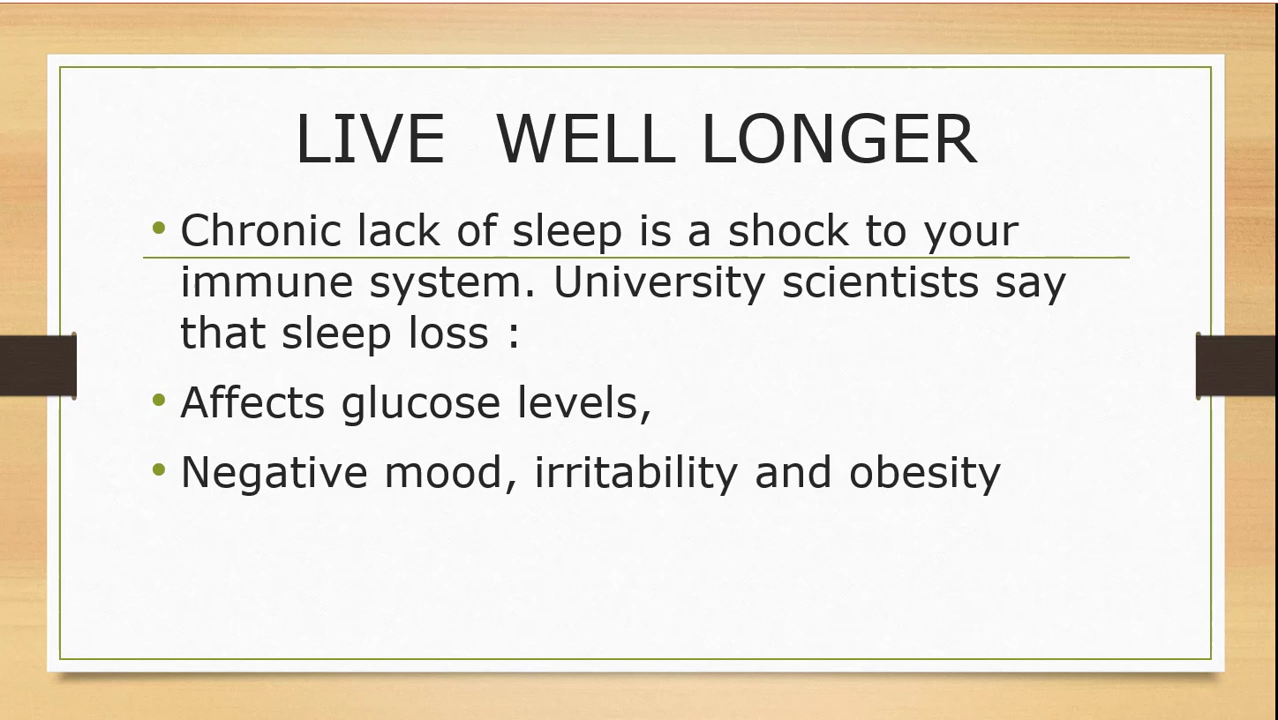 LIVE  WELL LONGER
• Chronic lack of sleep is a shock to your
immune system. University scientists say
that sleep loss :
• Affects glucose levels,
• Negative mood, irritability and obesity